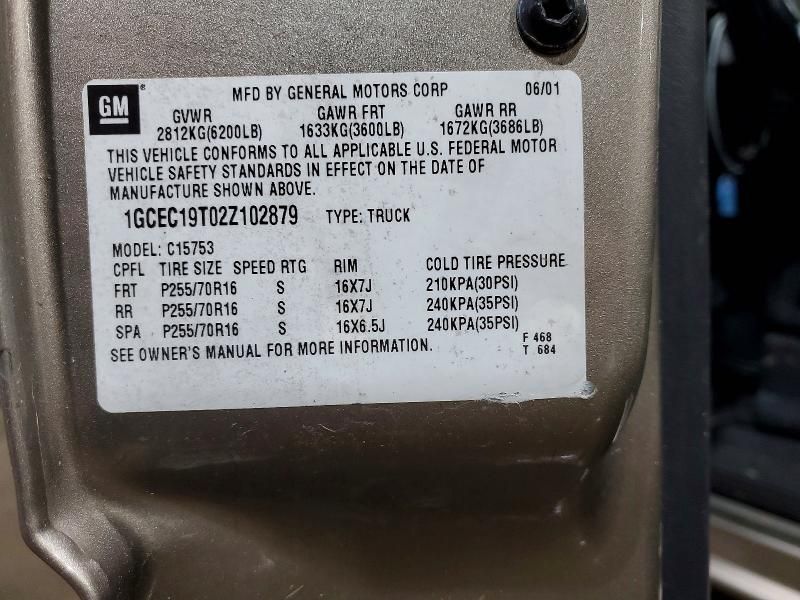 GM
MFD BY GENERAL MOTORS CORP 06/01
GVWR GAWR FRT GAWR RR
2812KG(6200LB) 1633KG(3600LB) 1672KG(3686LB)
THIS VEHICLE CONFORMS TO ALL APPLICABLE U.S. FEDERAL MOTOR
VEHICLE SAFETY STANDARDS IN EFFECT ON THE DATE OF
MANUFACTURE SHOWN ABOVE.
1GCEC19T02Z102879 TYPE: TRUCK
MODEL: C15753
CPFL TIRE SIZE SPEED RTG RIM COLD TIRE PRESSURE
FRT P255/70R16 S 16X7J 210KPA(30PSI)
RR P255/70R16 S 16X7J 240KPA(35PSI)
SPA P255/70R16 S 16X6.5J 240KPA(35PSI)
SEE OWNER'S MANUAL FOR MORE INFORMATION.
F 468
T 684